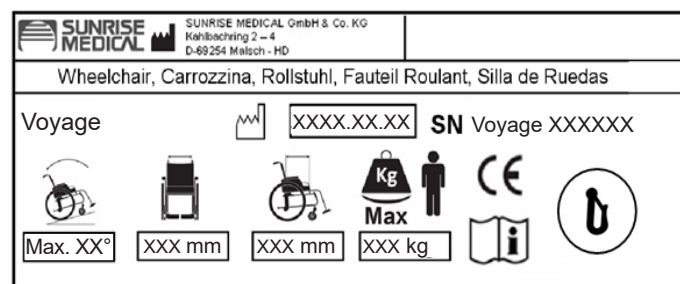 SUNRISE MEDICAL
SUNRISE MEDICAL GmbH & Co. KG
Kahlbachring 2 – 4
D-69254 Malsch - HD
Wheelchair, Carrozzina, Rollstuhl, Fauteil Roulant, Silla de Ruedas
Voyage XXXX.XX.XX SN Voyage XXXXXX
Kg
Max
CE
i
Max. XX° XXX mm XXX mm XXX kg